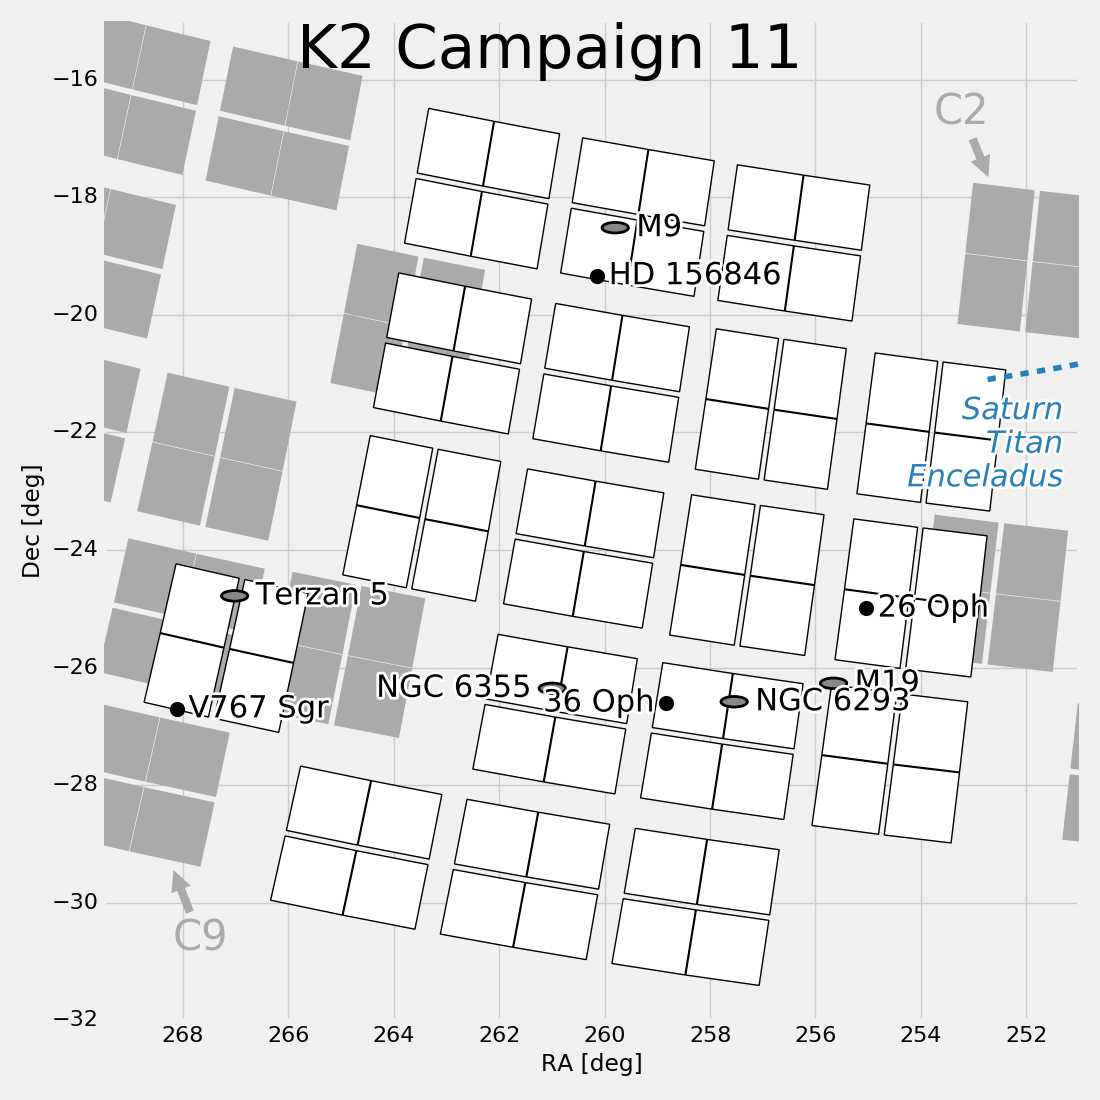 K2 Campaign 11
−16
C2
−18
M9
HD 156846
−20
Saturn
−22
Titan
Enceladus
Dec [deg]
−24
Terzan 5
26 Oph
−26
M19
NGC 6355
36 Oph
NGC 6293
V767 Sgr
−28
−30
C9
−32
268 266 264 262 260 258 256 254 252
RA [deg]